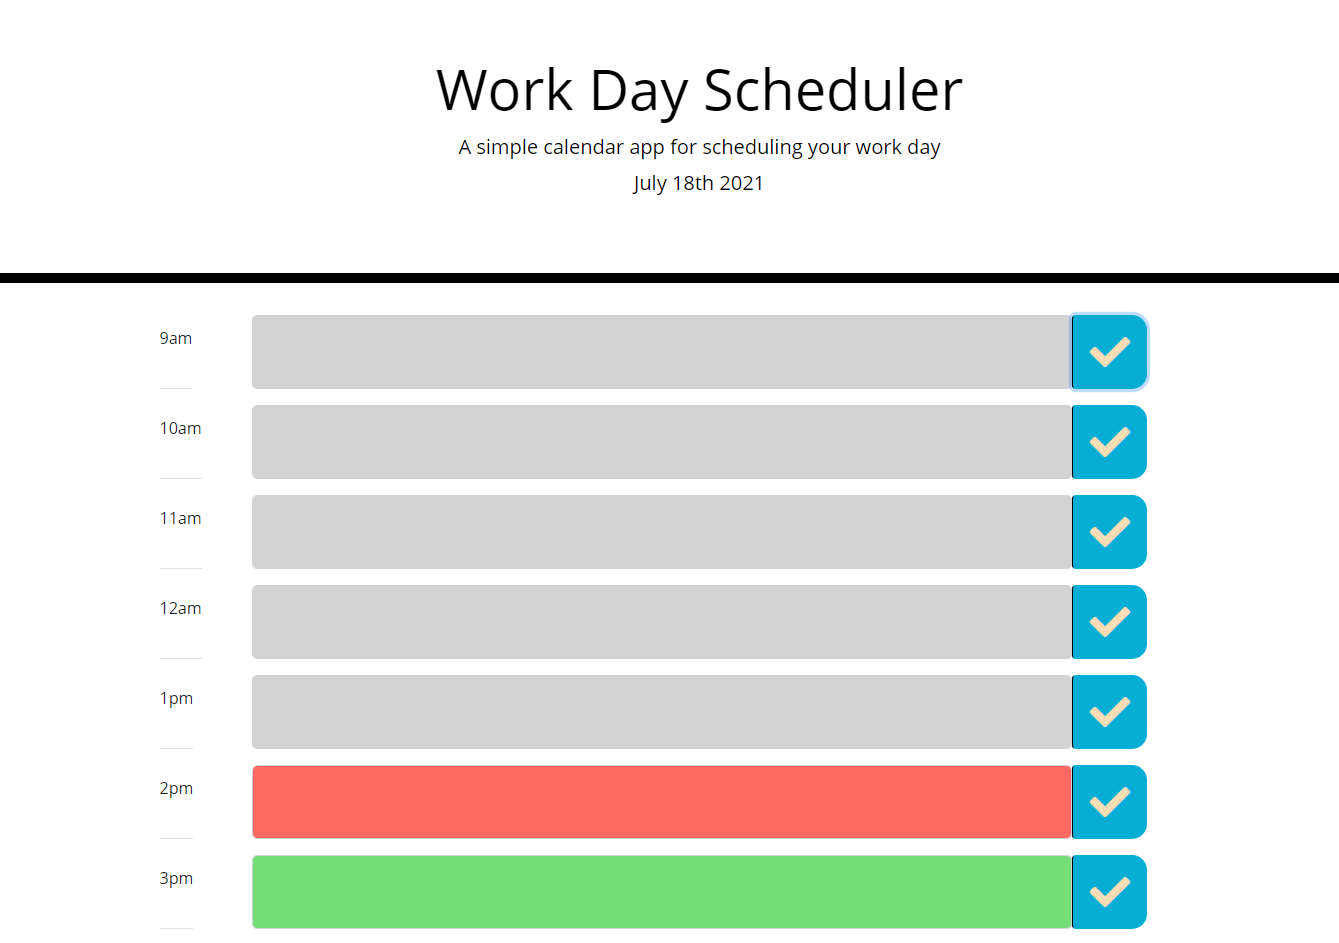 Work Day Scheduler
A simple calendar app for scheduling your work day
July 18th 2021
9am
10am
11am
12am
1pm
2pm
3pm